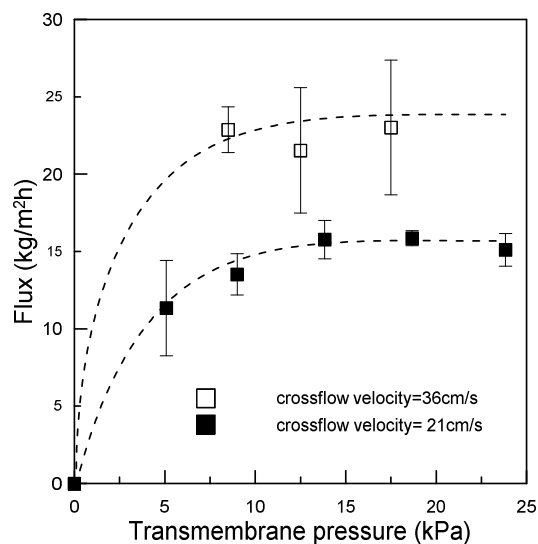 30
25
20
15
10
5
0
Flux (kg/m²h)
crossflow velocity=36cm/s
crossflow velocity= 21cm/s
0 5 10 15 20 25
Transmembrane pressure (kPa)